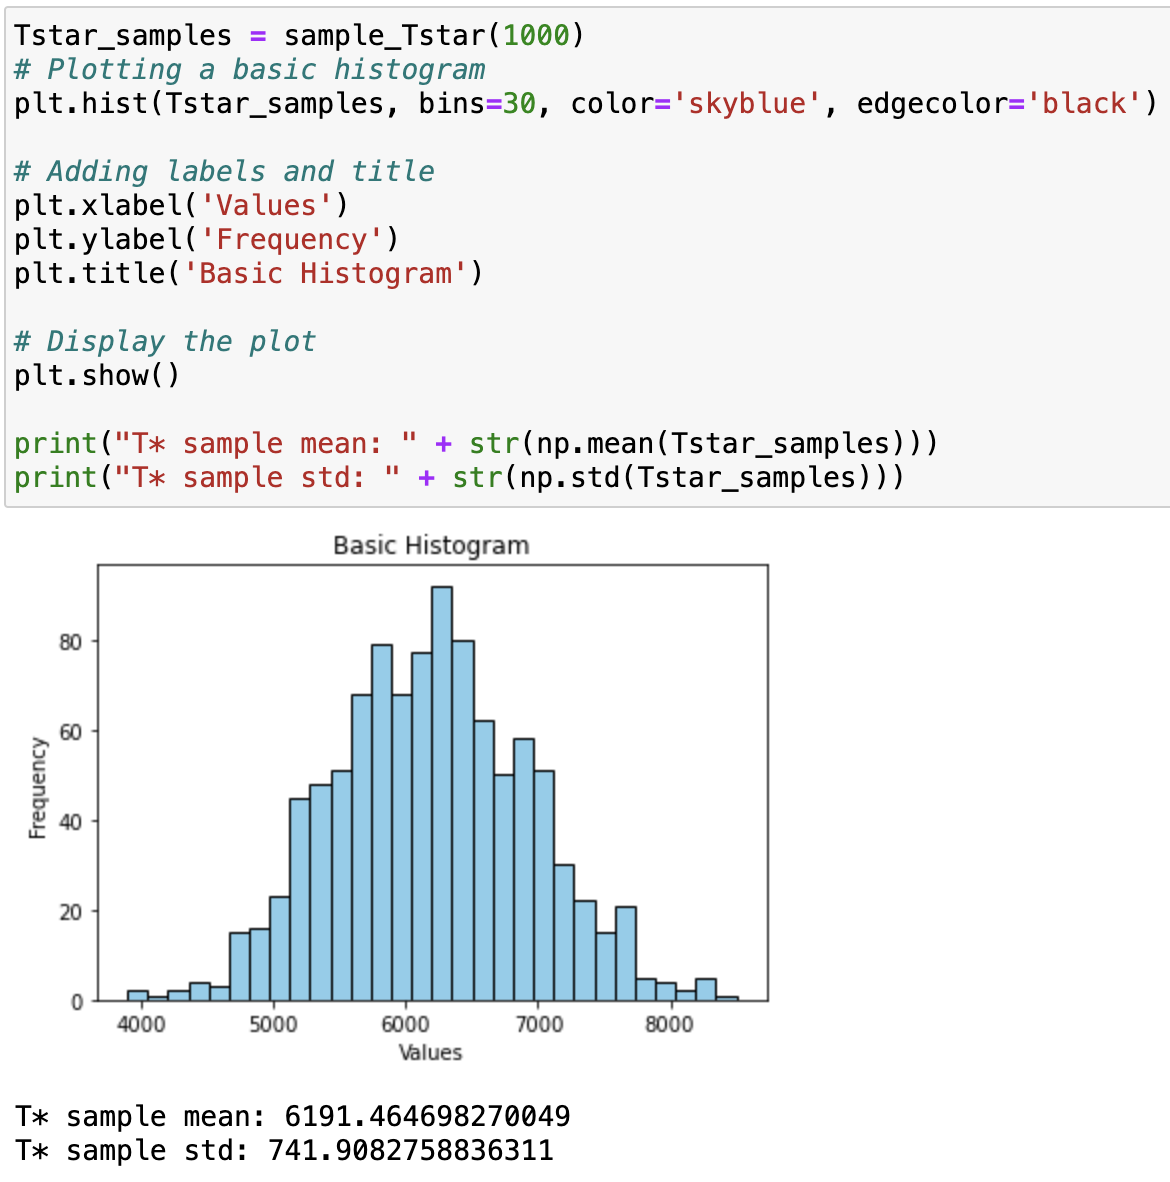 Tstar_samples = sample_Tstar(1000)
# Plotting a basic histogram
plt.hist(Tstar_samples, bins=30, color='skyblue', edgecolor='black')
# Adding labels and title
plt.xlabel('Values')
plt.ylabel('Frequency')
plt.title('Basic Histogram')
# Display the plot
plt.show()
print("T* sample mean: " + str(np.mean(Tstar_samples)))
print("T* sample std: " + str(np.std(Tstar_samples)))
Basic Histogram
Frequency
80
60
40
20
0
4000 5000 6000 7000 8000
Values
T* sample mean: 6191.464698270049
T* sample std: 741.9082758836311